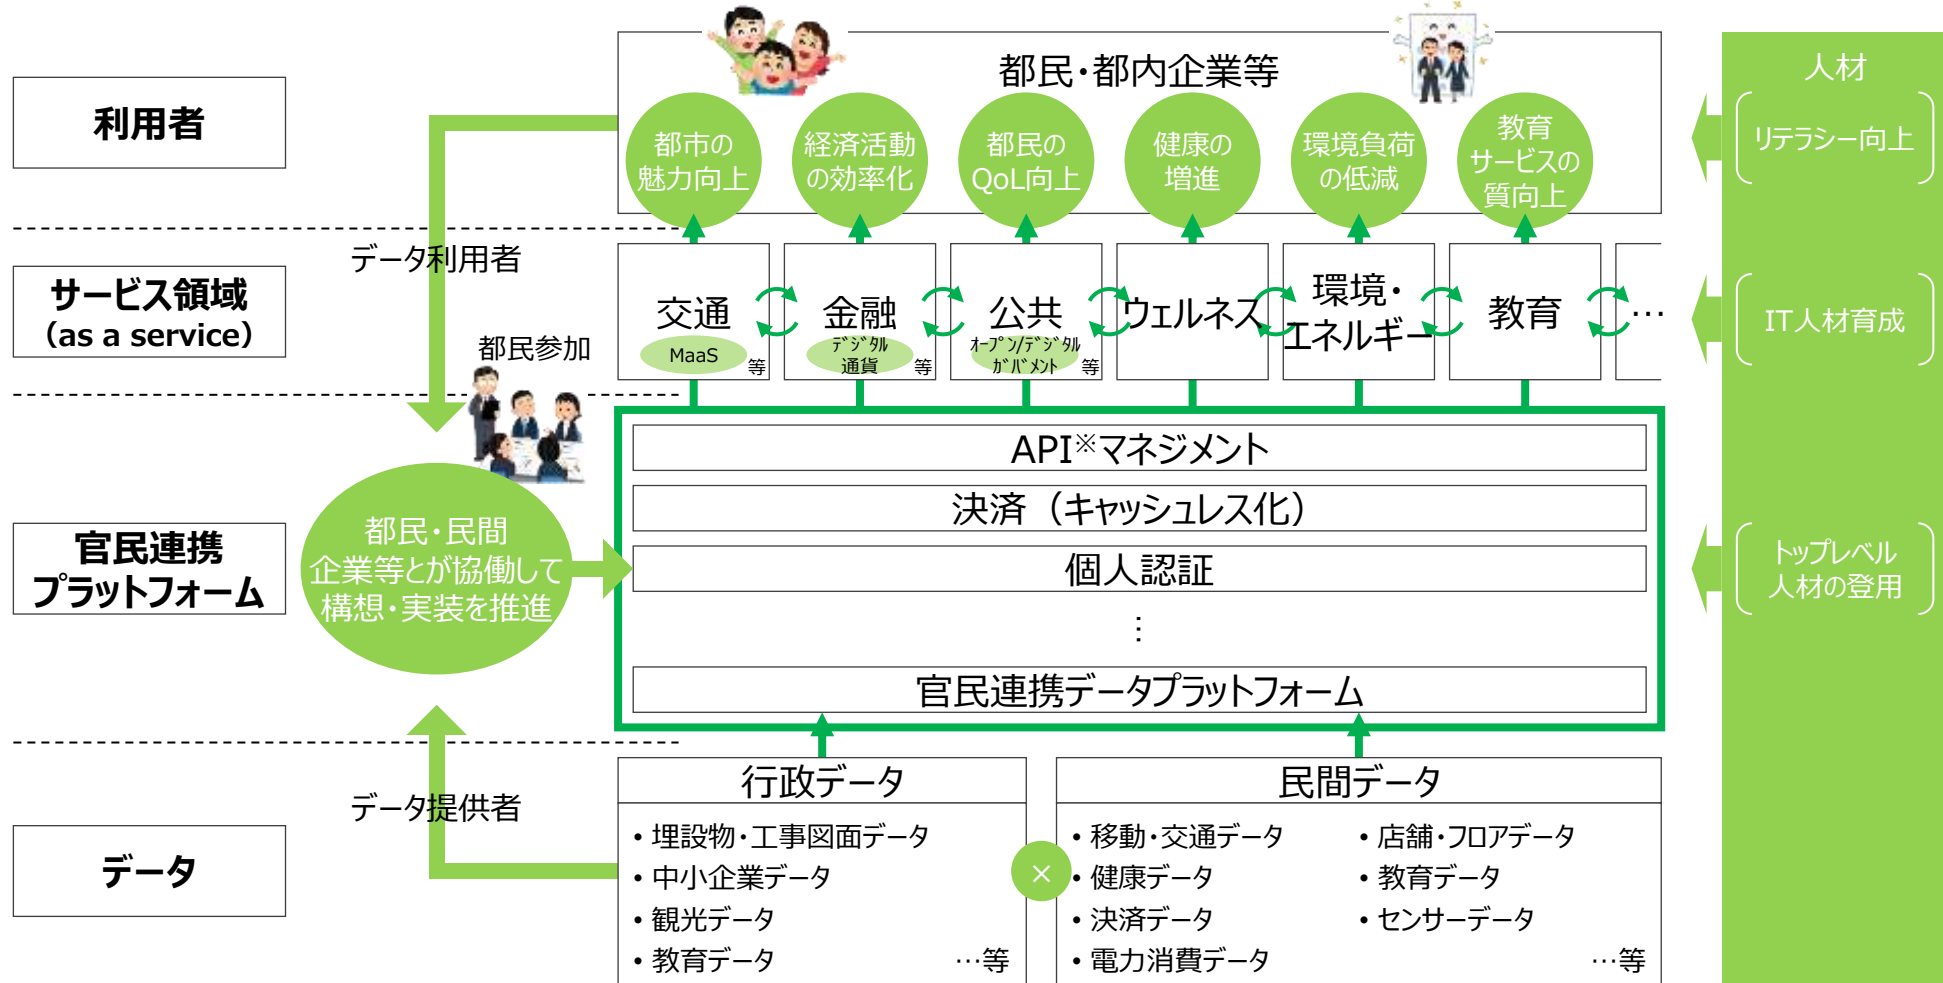 利用者
都民・都内企業等
都市の
魅力向上
経済活動
の効率化
都民の
QoL向上
健康の
増進
環境負荷
の低減
教育
サービスの
質向上
人材
リテラシー向上
データ利用者
サービス領域
（as a service）
交通
MaaS
等
金融
ﾃﾞｼﾞﾀﾙ
通貨
等
公共
ｵｰﾌﾟﾝ/ﾃﾞｼﾞﾀﾙ
ｶﾞﾊﾞﾒﾝﾄ
等
ウェルネス
環境・
エネルギー
教育
…
IT人材育成
都民参加
官民連携
プラットフォーム
都民・民間
企業等とが協働して
構想・実装を推進
API※マネジメント
決済（キャッシュレス化）
個人認証
⋮
官民連携データプラットフォーム
トップレベル
人材の登用
データ提供者
データ
行政データ
• 埋設物・工事図面データ
• 中小企業データ
• 観光データ
• 教育データ
…等
×
民間データ
• 移動・交通データ
• 健康データ
• 決済データ
• 電力消費データ
• 店舗・フロアデータ
• 教育データ
• センサーデータ
…等